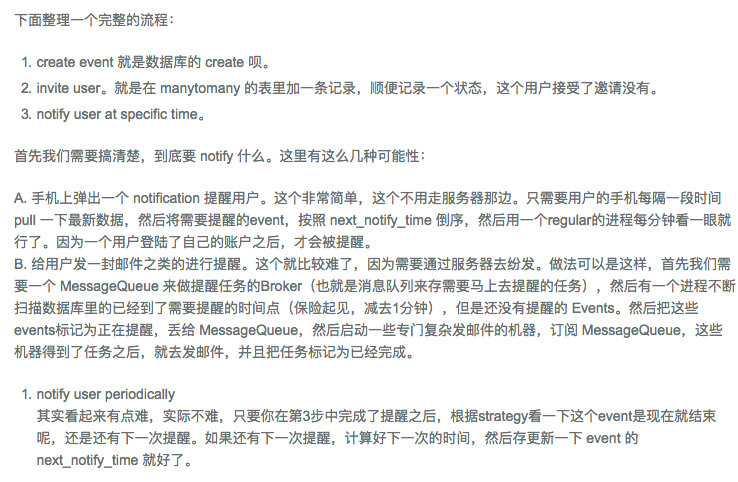 下面整理一个完整的流程：
1. create event 就是数据库的 create 呗。
2. invite user。就是在 manytomany 的表里加一条记录，顺便记录一个状态，这个用户接受了邀请没有。
3. notify user at specific time。
首先我们需要搞清楚，到底要 notify 什么。这里有这么几种可能性：
A. 手机上弹出一个 notification 提醒用户。这个非常简单，这个不用走服务器那边。只需要用户的手机每隔一段时间
pull 一下最新数据，然后将需要提醒的event，按照 next_notify_time 倒序，然后用一个regular的进程每分钟看一眼就
行了。因为一个用户登陆了自己的账户之后，才会被提醒。
B. 给用户发一封邮件之类的进行提醒。这个就比较难了，因为需要通过服务器去纷发。做法可以是这样，首先我们需
要一个 MessageQueue 来做提醒任务的Broker（也就是消息队列来存需要马上去提醒的任务），然后有一个进程不断
扫描数据库里的已经到了需要提醒的时间点（保险起见，减去1分钟），但是还没有提醒的 Events。然后把这些
events标记为正在提醒，丢给 MessageQueue，然后启动一些专门复杂发邮件的机器，订阅 MessageQueue，这些
机器得到了任务之后，就去发邮件，并且把任务标记为已经完成。
1. notify user periodically
其实看起来有点难，实际不难，只要你在第3步中完成了提醒之后，根据strategy看一下这个event是现在就结束
呢，还是还有下一次提醒。如果还有下一次提醒，计算好下一次的时间，然后存更新一下 event 的
next_notify_time 就好了。